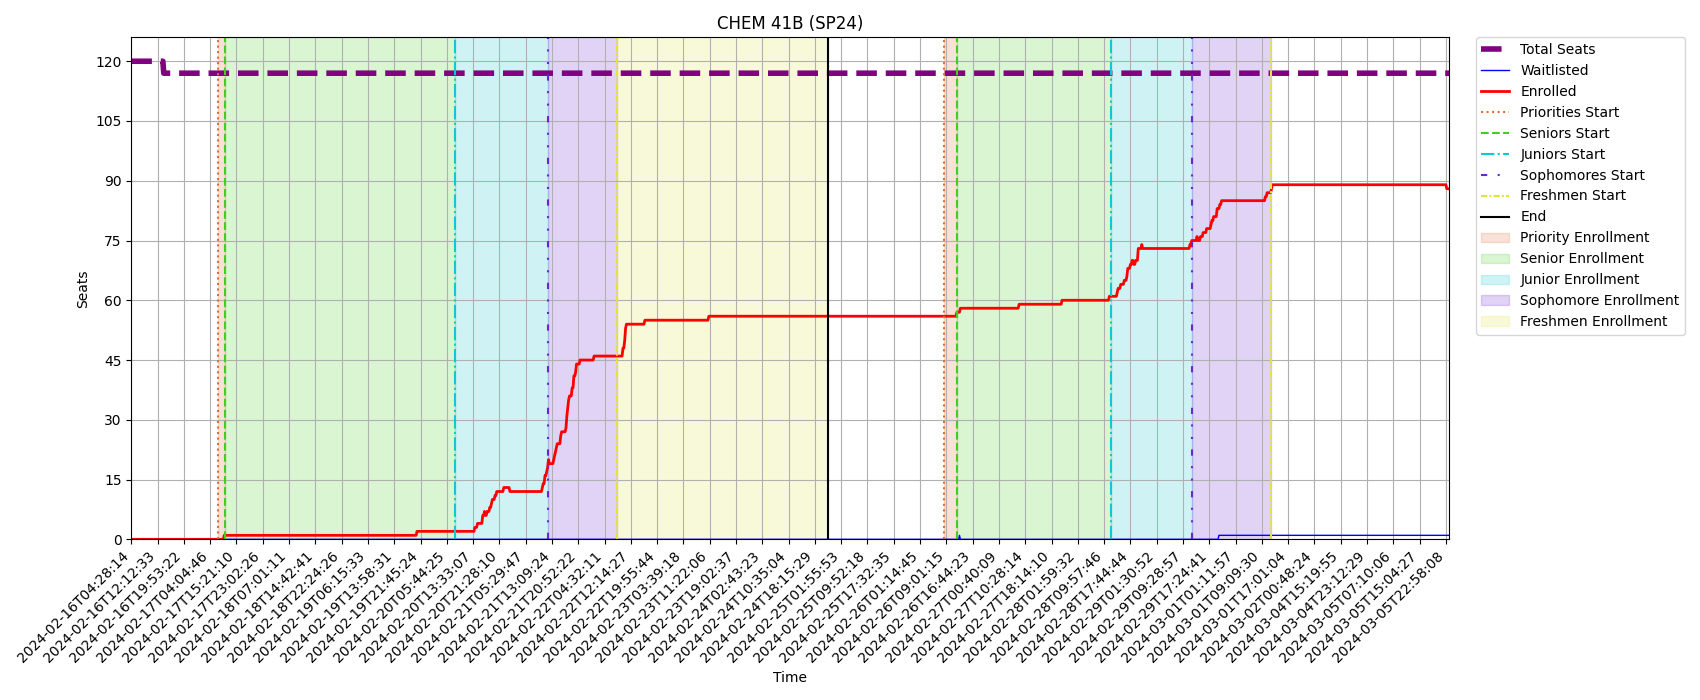 CHEM 41B (SP24)
Seats
120
105
90
75
60
45
30
15
0
2024-02-16T04:28:14
2024-02-16T12:12:33
2024-02-16T19:53:22
2024-02-17T04:04:46
2024-02-17T15:21:10
2024-02-17T23:02:26
2024-02-18T07:01:11
2024-02-18T14:42:41
2024-02-18T22:24:26
2024-02-19T06:15:33
2024-02-19T13:58:31
2024-02-19T21:45:24
2024-02-20T05:44:25
2024-02-20T13:33:07
2024-02-20T21:28:10
2024-02-21T05:29:47
2024-02-21T13:09:24
2024-02-21T20:52:22
2024-02-22T04:32:11
2024-02-22T12:14:27
2024-02-22T19:55:44
2024-02-23T03:39:18
2024-02-23T11:22:06
2024-02-23T19:02:37
2024-02-24T02:43:23
2024-02-24T10:35:04
2024-02-24T18:15:29
2024-02-25T01:55:53
2024-02-25T09:52:18
2024-02-25T17:32:35
2024-02-26T01:14:45
2024-02-26T09:01:15
2024-02-26T16:44:23
2024-02-27T00:40:09
2024-02-27T10:28:14
2024-02-27T18:14:10
2024-02-28T01:59:32
2024-02-28T09:57:46
2024-02-28T17:44:44
2024-02-29T01:30:52
2024-02-29T09:28:57
2024-02-29T17:24:41
2024-03-01T01:11:57
2024-03-01T09:09:30
2024-03-01T17:01:04
2024-03-02T00:48:24
2024-03-04T15:19:55
2024-03-04T23:12:29
2024-03-05T07:10:06
2024-03-05T15:04:27
2024-03-05T22:58:08
Time
Total Seats
Waitlisted
Enrolled
Priorities Start
Seniors Start
Juniors Start
Sophomores Start
Freshmen Start
End
Priority Enrollment
Senior Enrollment
Junior Enrollment
Sophomore Enrollment
Freshmen Enrollment